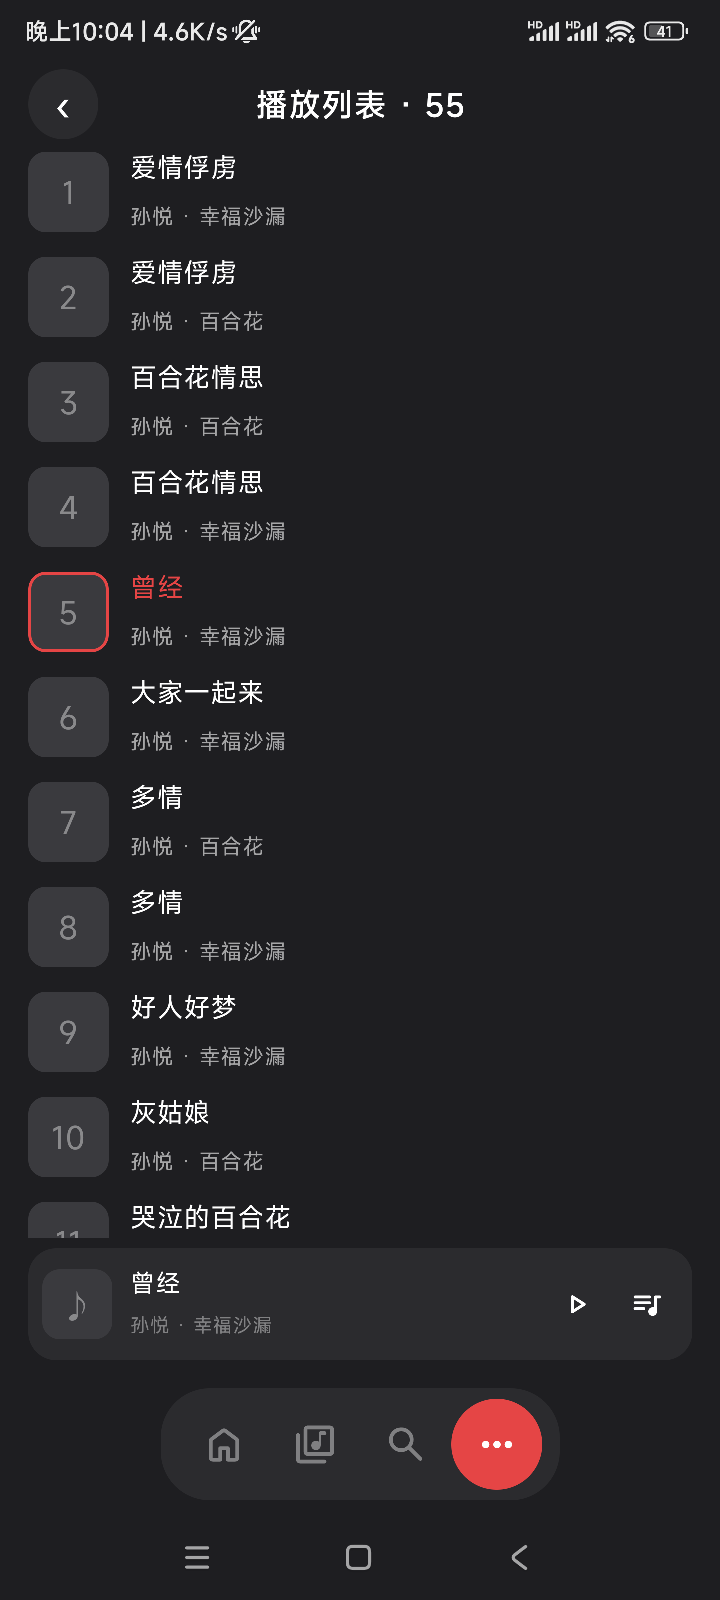 晚上10:04 | 4.6K/s
HD HD 6 41
播放列表 · 55
1
爱情俘虏
孙悦 · 幸福沙漏
2
爱情俘虏
孙悦 · 百合花
3
百合花情思
孙悦 · 百合花
4
百合花情思
孙悦 · 幸福沙漏
5
曾经
孙悦 · 幸福沙漏
6
大家一起来
孙悦 · 幸福沙漏
7
多情
孙悦 · 百合花
8
多情
孙悦 · 幸福沙漏
9
好人好梦
孙悦 · 幸福沙漏
10
灰姑娘
孙悦 · 百合花
11
哭泣的百合花
曾经
孙悦 · 幸福沙漏